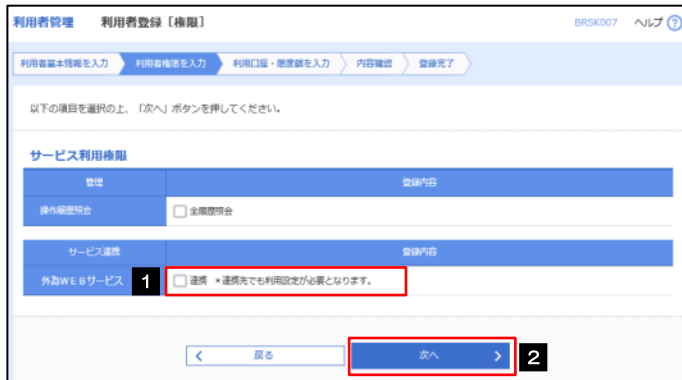 利用者管理 利用者登録[権限] BRSK007 ヘルプ ?
利用者基本情報を入力 利用者権限を入力 利用口座・限度額を入力 内容確認 登録完了
以下の項目を選択の上、「次へ」ボタンを押してください。
サービス利用権限
管理 登録内容
操作履歴照会 全履歴照会
サービス連携 登録内容
外為WEBサービス 1 連携 *連携先でも利用設定が必要となります。
戻る 次へ 2